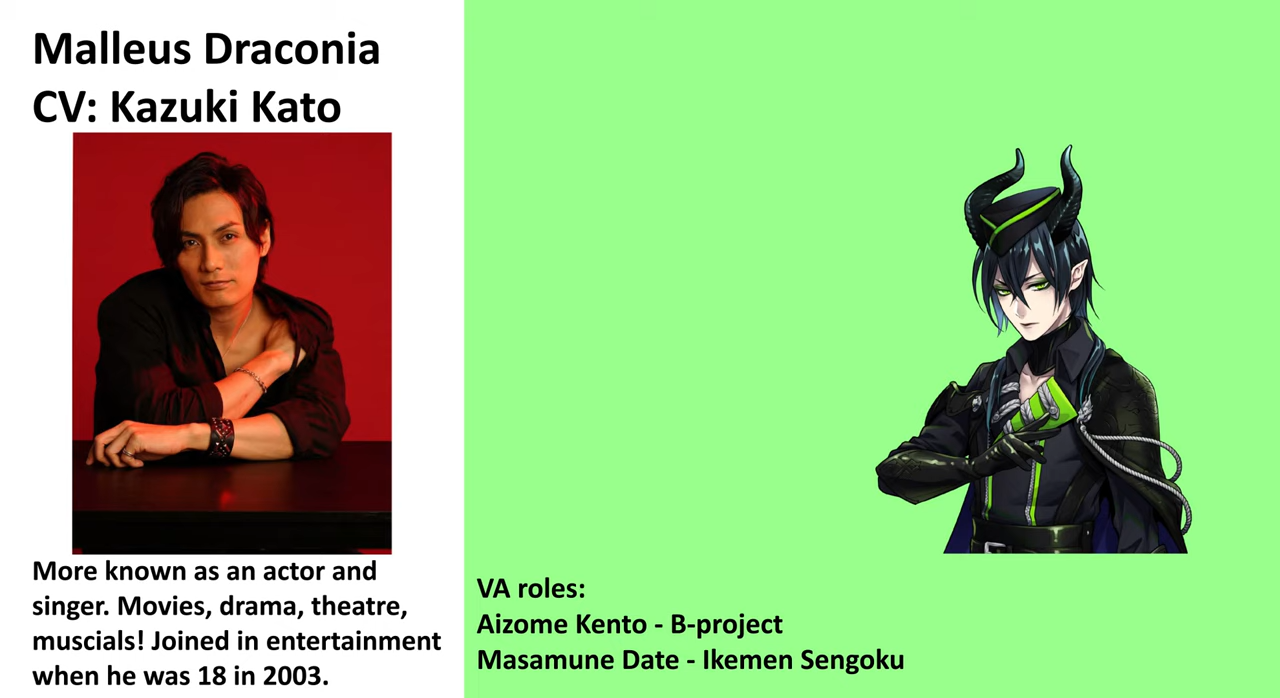 Malleus Draconia
CV: Kazuki Kato
More known as an actor and
singer. Movies, drama, theatre,
muscials! Joined in entertainment
when he was 18 in 2003.
VA roles:
Aizome Kento - B-project
Masamune Date - Ikemen Sengoku